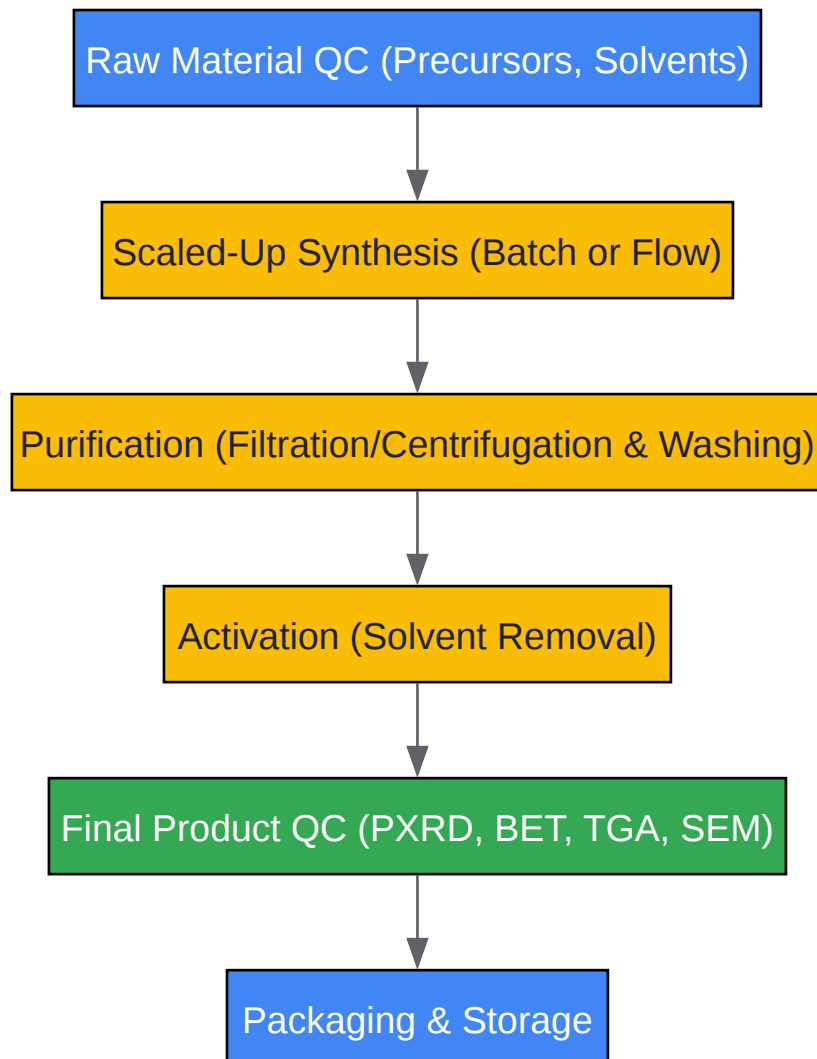 Raw Material QC (Precursors, Solvents)
Scaled-Up Synthesis (Batch or Flow)
Purification (Filtration/Centrifugation & Washing)
Activation (Solvent Removal)
Final Product QC (PXRD, BET, TGA, SEM)
Packaging & Storage